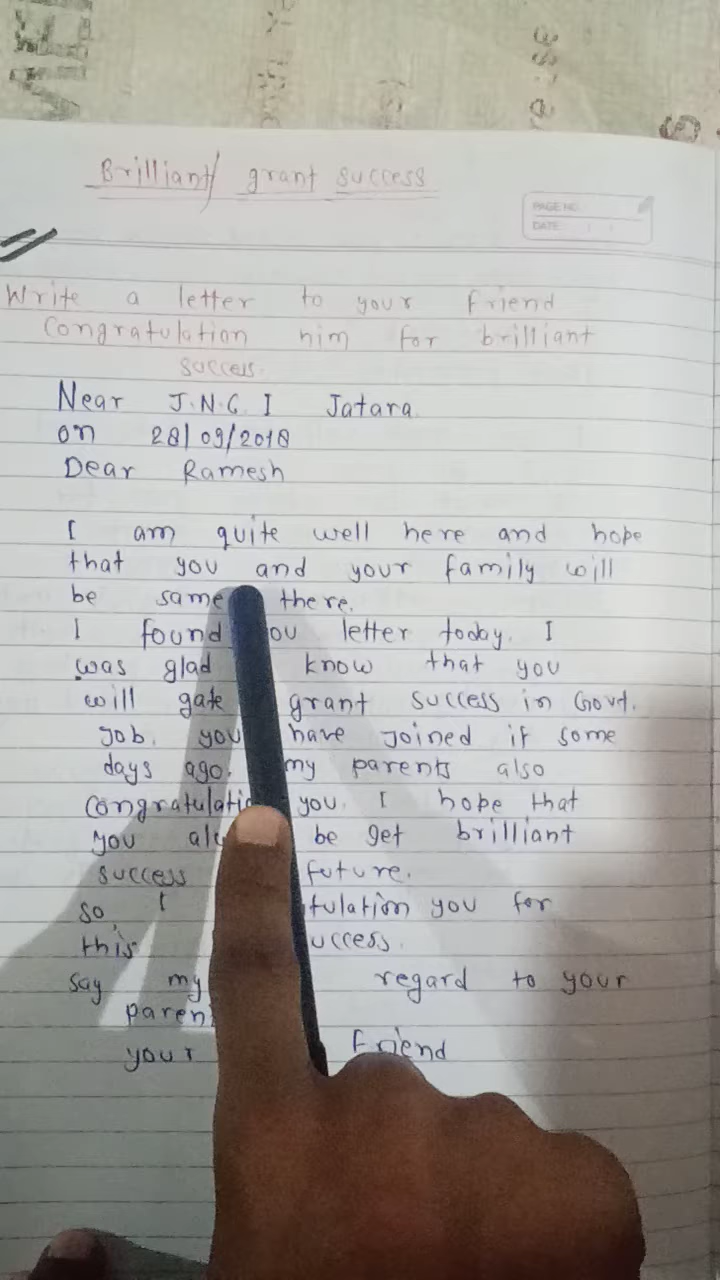 Brilliant/ grant success
PAGE NO
DATE
Write a letter to your friend
Congratulation him for brilliant
success.
Near J.N.C. I Jatara
on 28/09/2018
Dear Ramesh
I am quite well here and hope
that you and your family will
be same there.
I found you letter today. I
was glad know that you
will gate grant success in Govt.
job. you have joined it some
days ago. my parents also
congratulatio you. I hope that
you be get brilliant
success future.
so I tulation you for
this uccess.
say my regard to your
paren
your friend